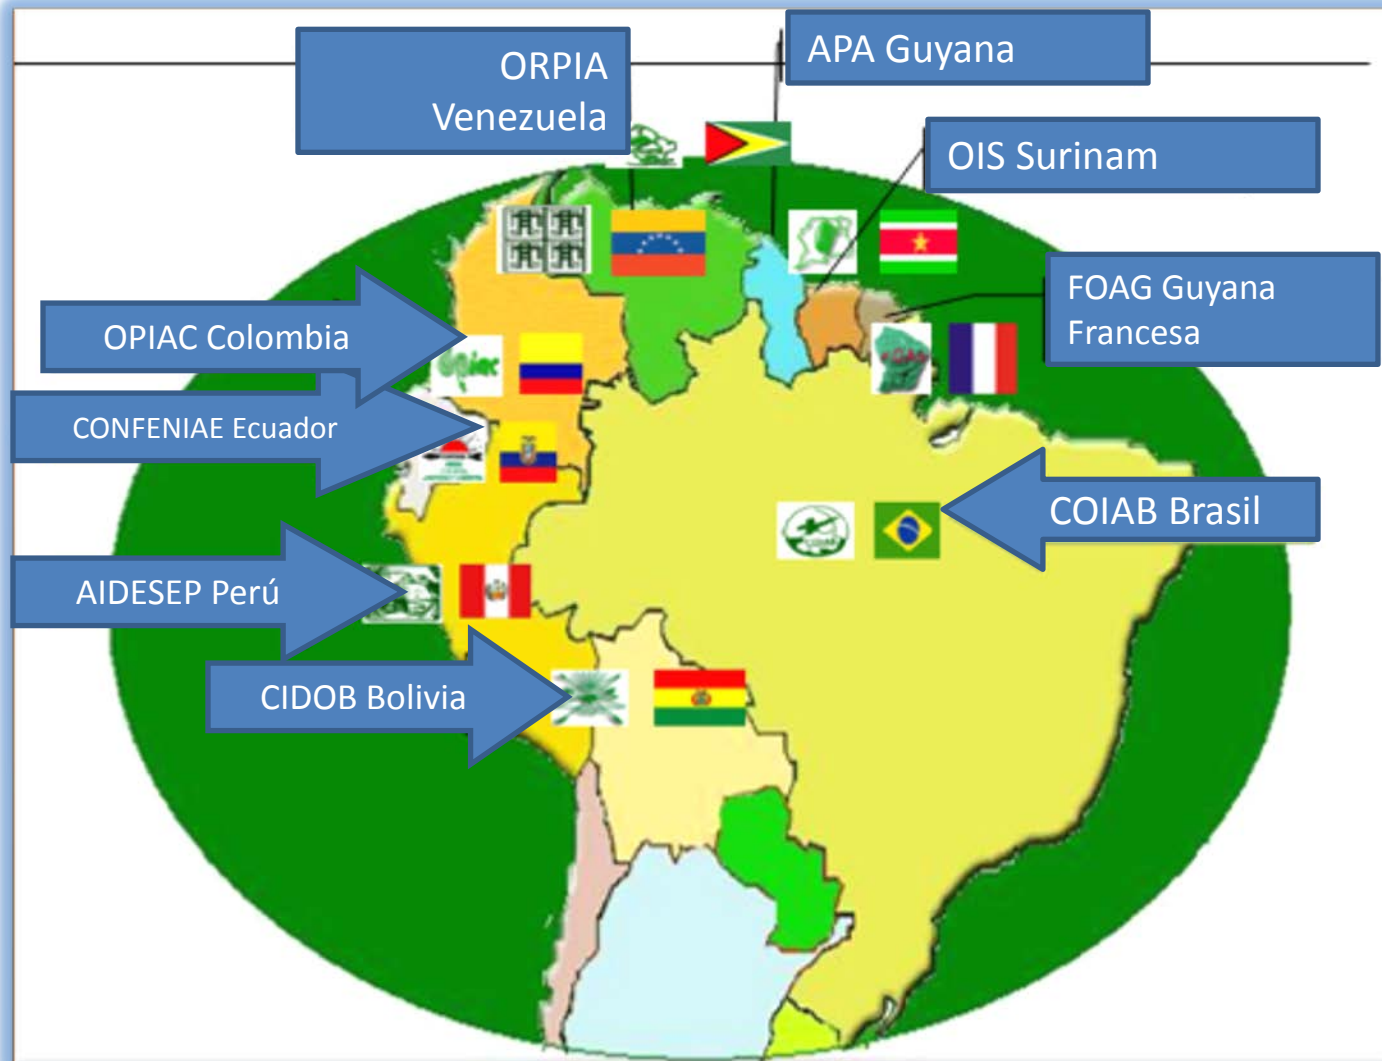 ORPIA
Venezuela
APA Guyana
OIS Surinam
FOAG Guyana
Francesa
OPIAC Colombia
CONFENIAE Ecuador
COIAB Brasil
AIDESEP Perú
CIDOB Bolivia
opiac